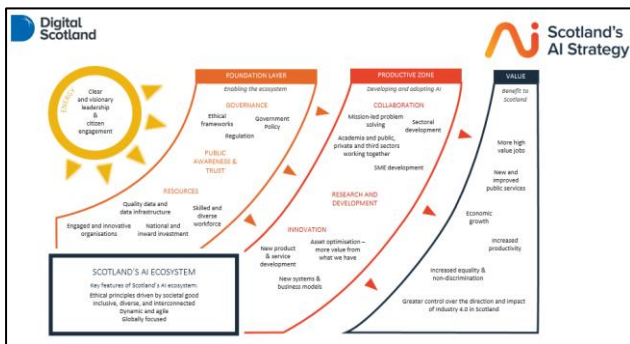 Digital
Scotland
Scotland's
AI Strategy
ENERGY
Clear
and visionary
leadership
&
citizen
engagement
FOUNDATION LAYER
Enabling the ecosystem
GOVERNANCE
Ethical
frameworks
Government
Policy
Regulation
PUBLIC
AWARENESS &
TRUST
RESOURCES
Quality data and
data infrastructure
Skilled and
diverse
workforce
Engaged and innovative
organisations
National and
inward investment
PRODUCTIVE ZONE
Developing and adopting AI
COLLABORATION
Mission-led problem
solving
Sectoral
development
Academia and public,
private and third sectors
working together
SME development
RESEARCH AND
DEVELOPMENT
INNOVATION
Asset optimisation –
more value from
what we have
New product
& service
development
New systems &
business models
VALUE
Benefit to
Scotland
More high
value jobs
New and
improved
public services
Economic
growth
Increased
productivity
Increased equality &
non-discrimination
Greater control over the direction and impact
of Industry 4.0 in Scotland
SCOTLAND'S AI ECOSYSTEM
Key features of Scotland's AI ecosystem:
Ethical principles driven by societal good
Inclusive, diverse, and interconnected
Dynamic and agile
Globally focused